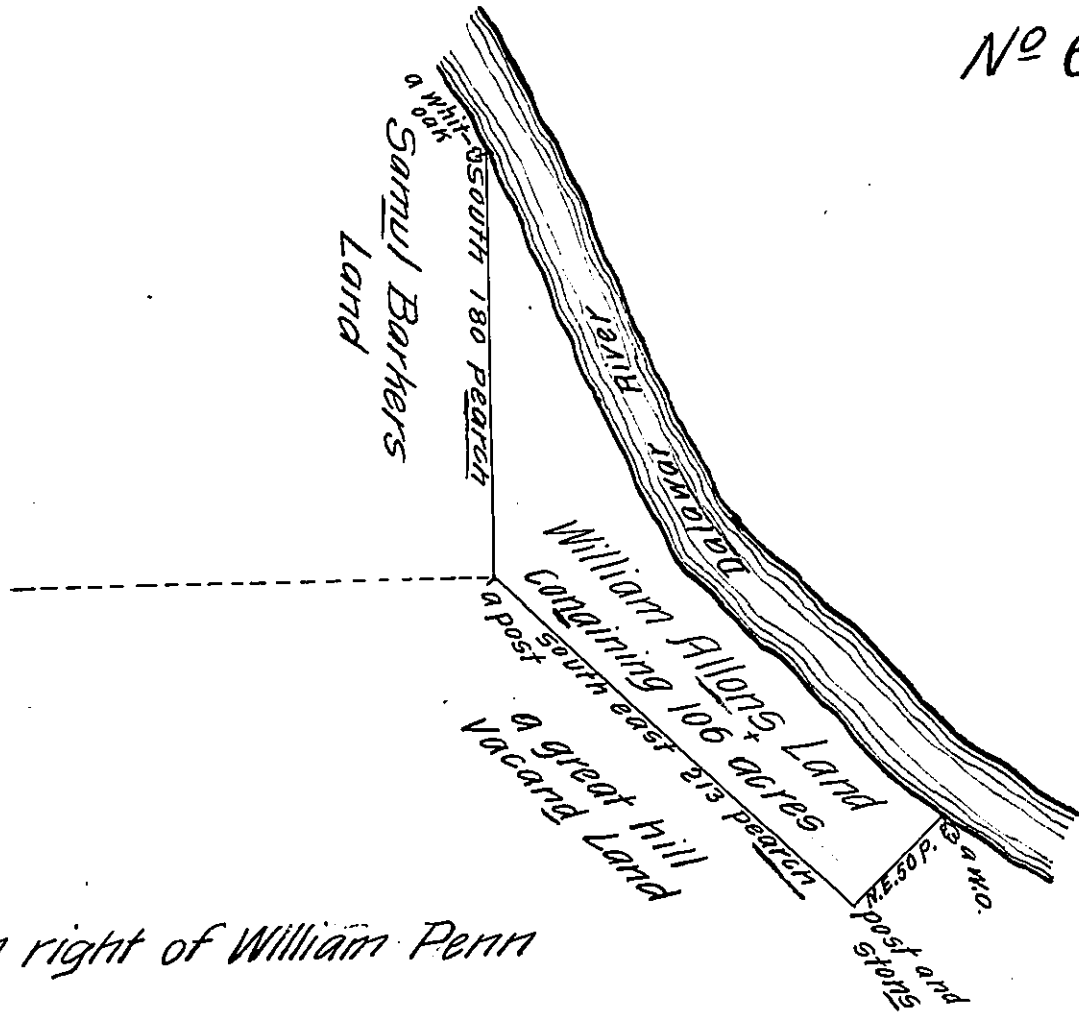 Nº 6
a whit
oak
SOUTH 180 pearch
Samul Barkers
Land
River
Dalawar
William Allons Land
Conaining 106 acres
a post
south east 213 pearch
a great hill
vacand Land
N.E. 50 P.
a W.O.
post and
stons
right of William Penn